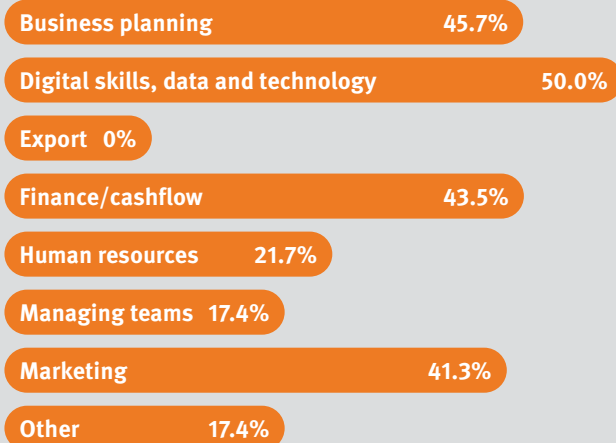 Business planning 45.7%
Digital skills, data and technology 50.0%
Export 0%
Finance/cashflow 43.5%
Human resources 21.7%
Managing teams 17.4%
Marketing 41.3%
Other 17.4%